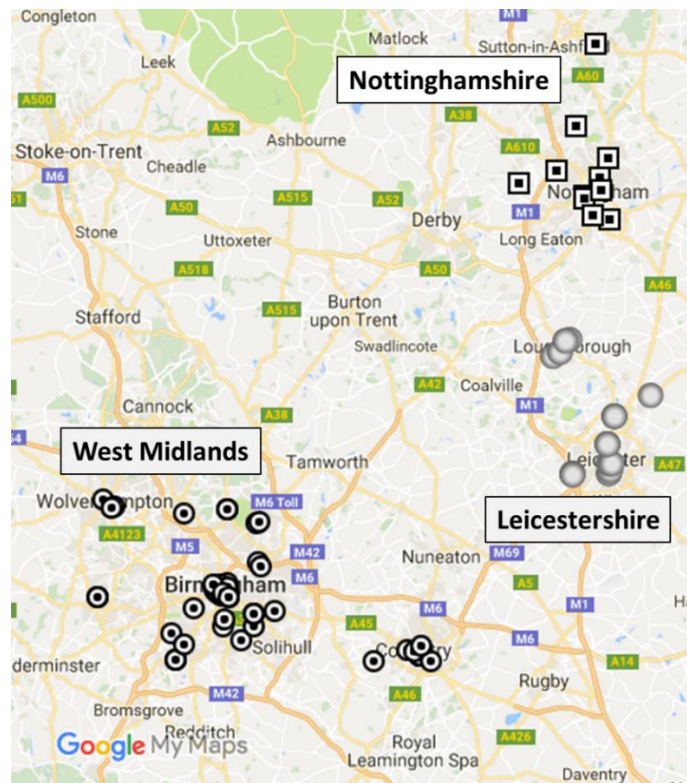 Congleton
M1
Matlock
Sutton-in-Ashf
Leek
Nottinghamshire
A60
A500
A52
A38
A610
Ashbourne
Stoke-on-Trent
Cheadle
M6
A515
A52
A50
Derby
M1
Stone
Uttoxeter
Long Eaton
A518
A50
A46
A515
Burton
upon Trent
Stafford
Swadlincote
A42
Coalville
Cannock
M1
A38
West Midlands
Tamworth
A47
M6 Toll
Leicestershire
A4123
M5
M42
Nuneaton
M69
M6
A5
Birmingham
M6
M1
A45
M6
Solihull
A14
Rugby
M42
A46
Bromsgrove
Redditch
Google My Maps
Royal
Leamington Spa
A426
Daventry